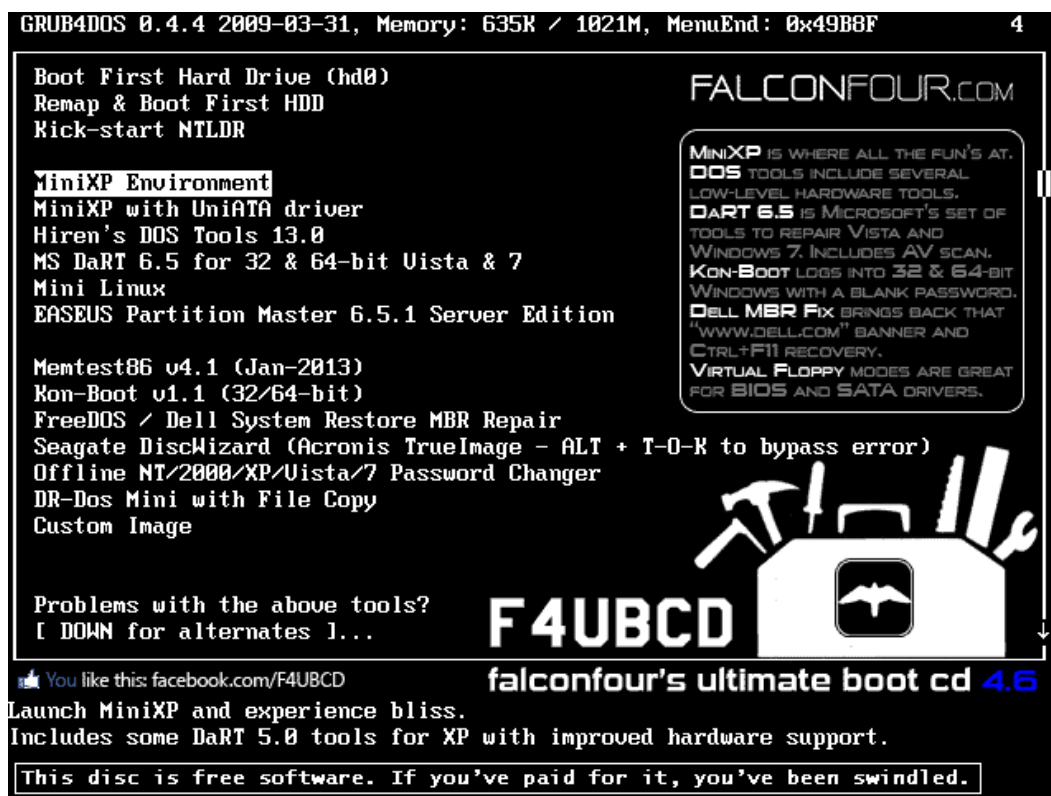 GRUB4DOS 0.4.4 2009-03-31, Memory: 635K / 1021M, MenuEnd: 0x49B8F 4
Boot First Hard Drive (hd0)
Remap & Boot First HDD
Kick-start NTLDR
MiniXP Environment
MiniXP with UniATA driver
Hiren's DOS Tools 13.0
MS DaRT 6.5 for 32 & 64-bit Vista & 7
Mini Linux
EASEUS Partition Master 6.5.1 Server Edition
Memtest86 v4.1 (Jan-2013)
Kon-Boot v1.1 (32/64-bit)
FreeDOS / Dell System Restore MBR Repair
Seagate DiscWizard (Acronis TrueImage - ALT + T-O-K to bypass error)
Offline NT/2000/XP/Vista/7 Password Changer
DR-Dos Mini with File Copy
Custom Image
Problems with the above tools?
[ DOWN for alternates ]...
FALCONFOUR.COM
MINIXP IS WHERE ALL THE FUN'S AT.
DOS TOOLS INCLUDE SEVERAL
LOW-LEVEL HARDWARE TOOLS.
DART 6.5 IS MICROSOFT'S SET OF
TOOLS TO REPAIR VISTA AND
WINDOWS 7. INCLUDES AV SCAN.
KON-BOOT LOGS INTO 32 & 64-BIT
WINDOWS WITH A BLANK PASSWORD.
DELL MBR FIX BRINGS BACK THAT
"WWW.DELL.COM" BANNER AND
CTRL+F11 RECOVERY.
VIRTUAL FLOPPY MODES ARE GREAT
FOR BIOS AND SATA DRIVERS.
F4UBCD
falconfour's ultimate boot cd 4.6
You like this: facebook.com/F4UBCD
Launch MiniXP and experience bliss.
Includes some DaRT 5.0 tools for XP with improved hardware support.
This disc is free software. If you've paid for it, you've been swindled.